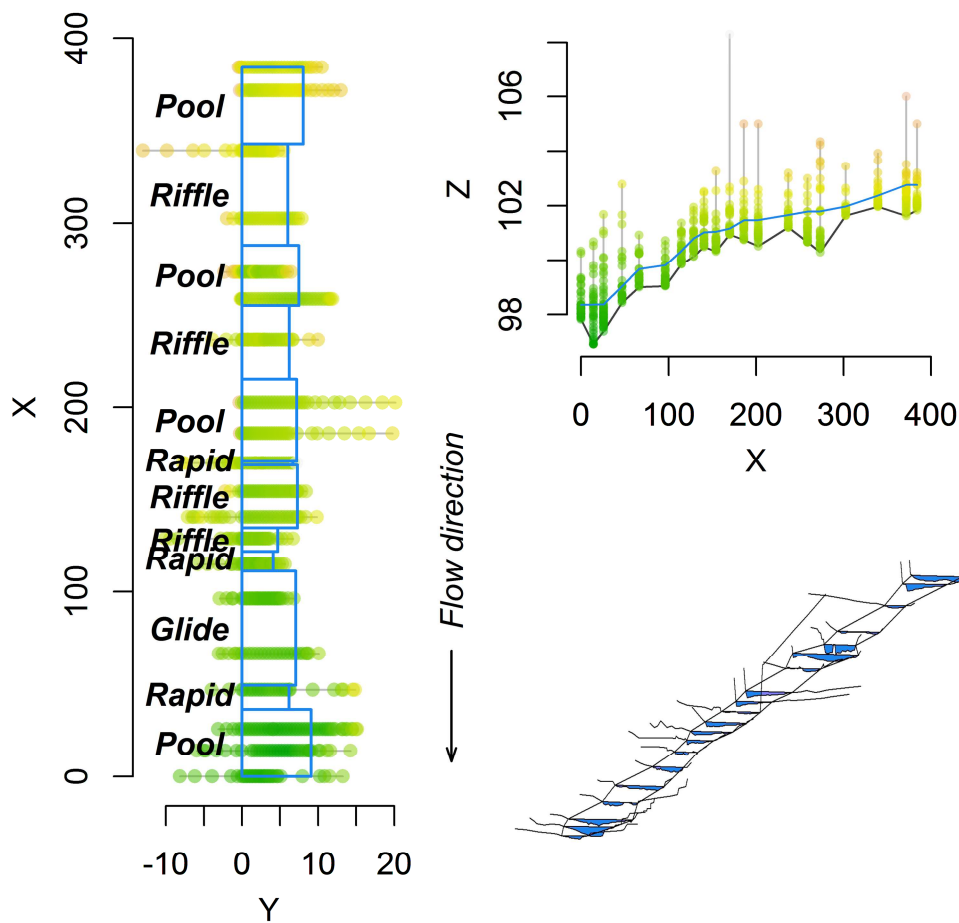 400
300
200
100
0
X
Pool
Riffle
Pool
Riffle
Pool
Rapid
Riffle
Riffle
Rapid
Glide
Rapid
Pool
-10 0 10 20
Y
Flow direction
106
102
98
Z
0 100 200 300 400
X